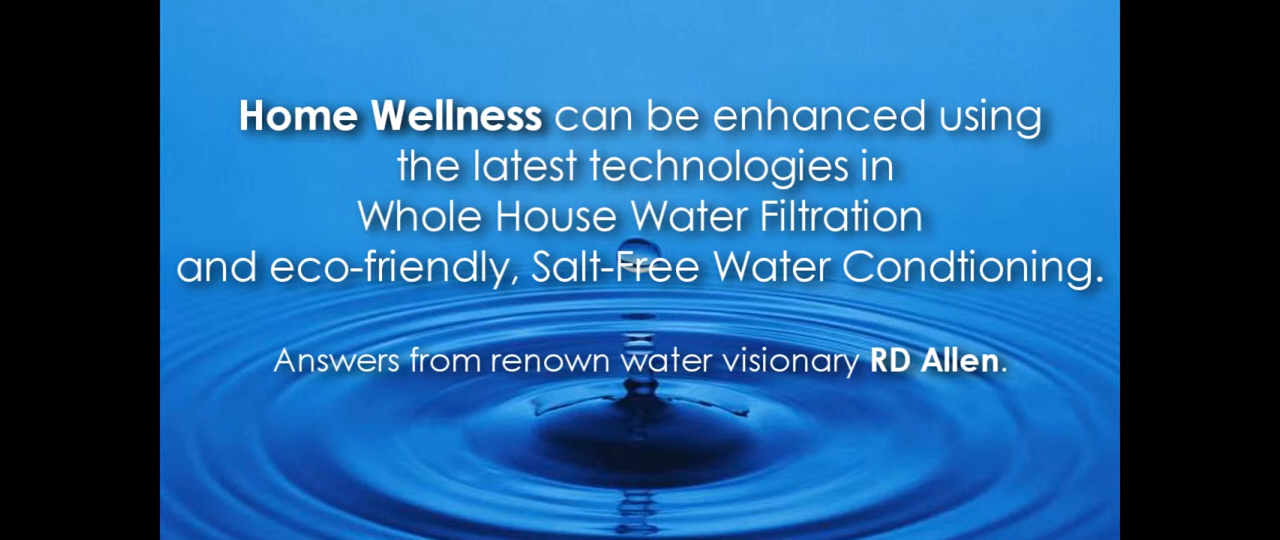 Home Wellness can be enhanced using
the latest technologies in
Whole House Water Filtration
and eco-friendly, Salt-Free Water Condtioning.
Answers from renown water visionary RD Allen.